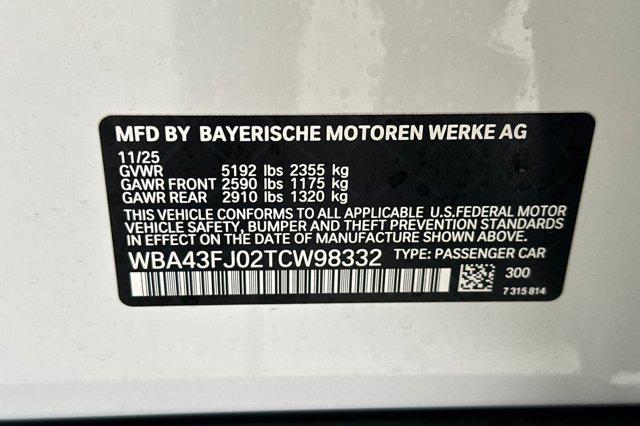 MFD BY BAYERISCHE MOTOREN WERKE AG
11/25
GVWR 5192 lbs 2355 kg
GAWR FRONT 2590 lbs 1175 kg
GAWR REAR 2910 lbs 1320 kg
THIS VEHICLE CONFORMS TO ALL APPLICABLE U.S.FEDERAL MOTOR
VEHICLE SAFETY, BUMPER AND THEFT PREVENTION STANDARDS
IN EFFECT ON THE DATE OF MANUFACTURE SHOWN ABOVE.
WBA43FJ02TCW98332 TYPE: PASSENGER CAR
300
7 315 814